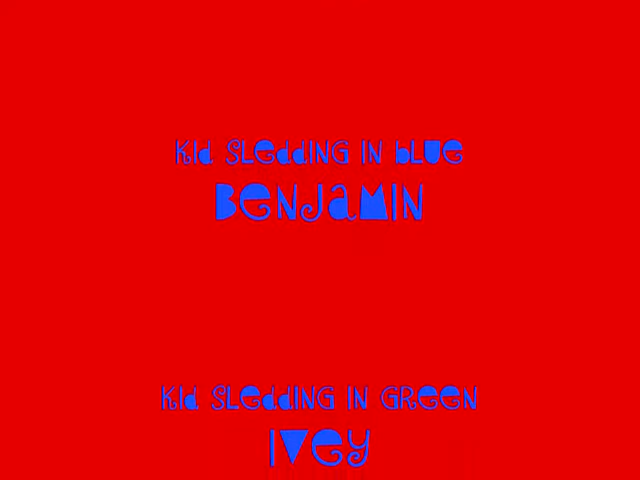 Kid Sledding in Blue
Benjamin
Kid Sledding in Green
Ivey